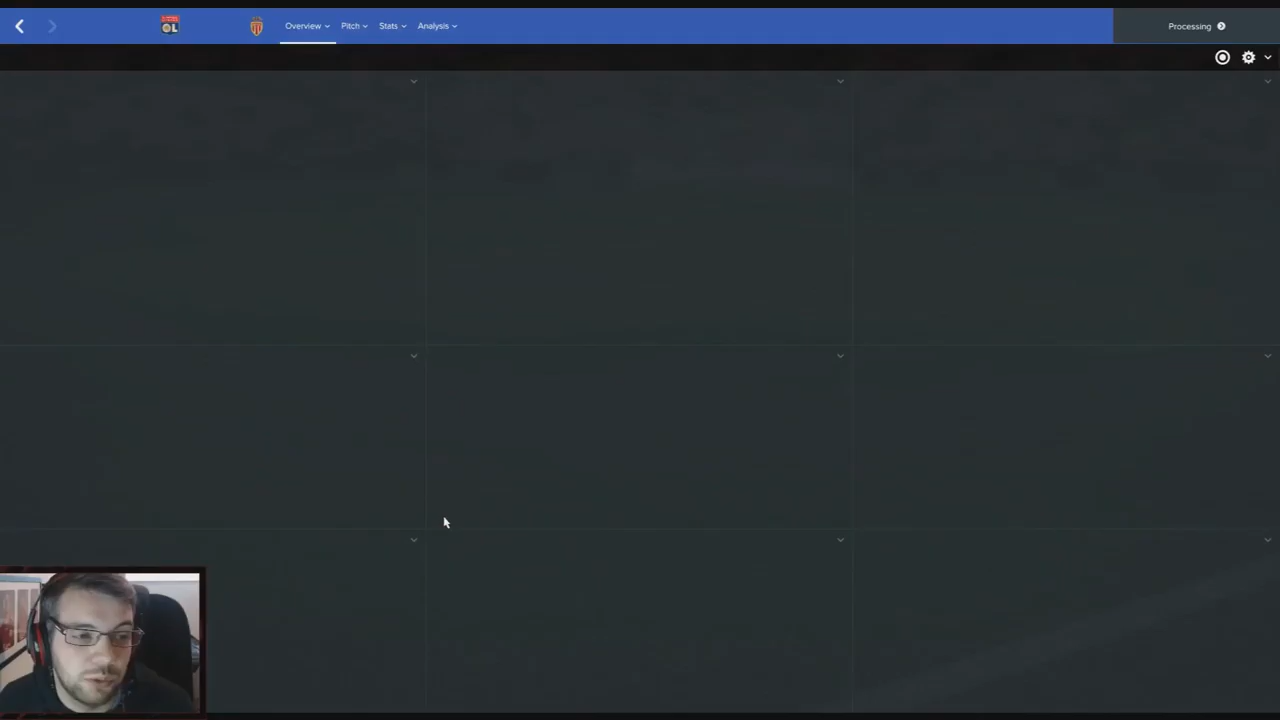 Overview
Pitch
Stats
Analysis
Processing
OL